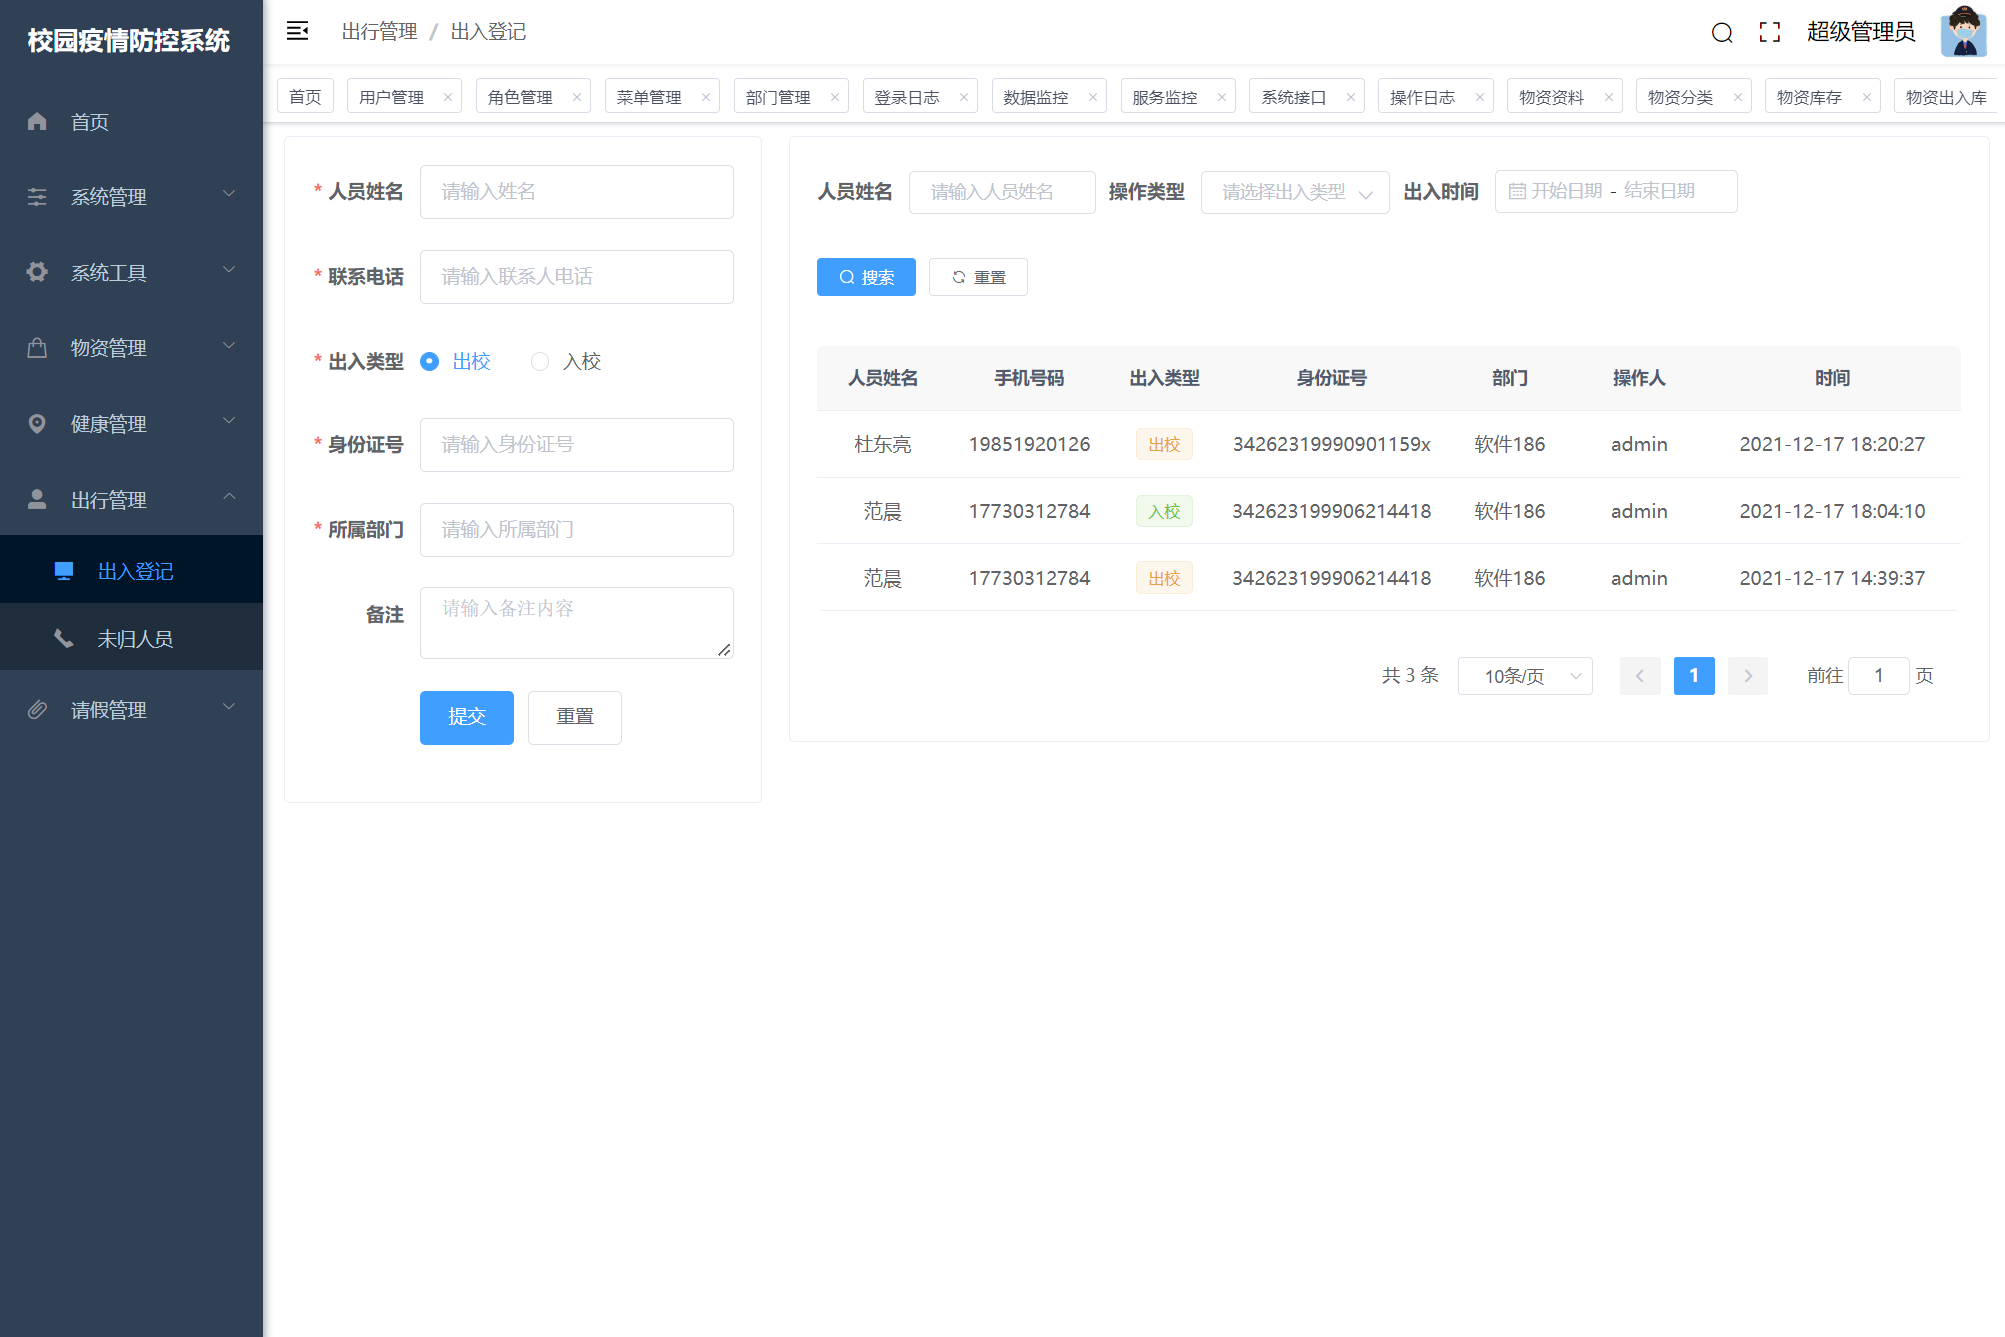 校园疫情防控系统
首页
系统管理
系统工具
物资管理
健康管理
出行管理
出入登记
未归人员
请假管理
出行管理 / 出入登记
超级管理员
首页 用户管理 角色管理 菜单管理 部门管理 登录日志 数据监控 服务监控 系统接口 操作日志 物资资料 物资分类 物资库存 物资出入库
* 人员姓名 请输入姓名
* 联系电话 请输入联系人电话
* 出入类型 出校 入校
* 身份证号 请输入身份证号
* 所属部门 请输入所属部门
备注 请输入备注内容
提交 重置
人员姓名 请输入人员姓名 操作类型 请选择出入类型 出入时间 开始日期 - 结束日期
搜索 重置
人员姓名 手机号码 出入类型 身份证号 部门 操作人 时间
杜东亮 19851920126 出校 34262319990901159x 软件186 admin 2021-12-17 18:20:27
范晨 17730312784 入校 342623199906214418 软件186 admin 2021-12-17 18:04:10
范晨 17730312784 出校 342623199906214418 软件186 admin 2021-12-17 14:39:37
共 3 条 10条/页 1 前往 1 页